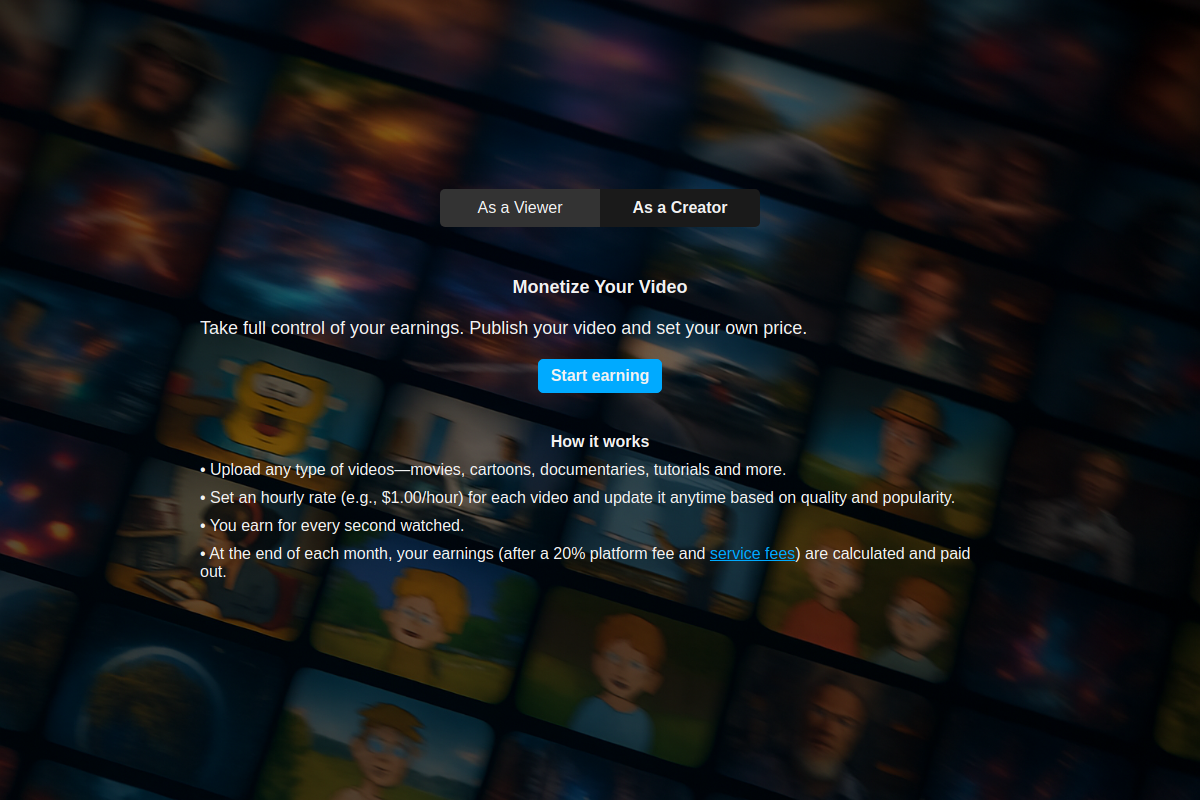 As a Viewer
As a Creator
Monetize Your Video
Take full control of your earnings. Publish your video and set your own price.
Start earning
How it works
• Upload any type of videos—movies, cartoons, documentaries, tutorials and more.
• Set an hourly rate (e.g., $1.00/hour) for each video and update it anytime based on quality and popularity.
• You earn for every second watched.
• At the end of each month, your earnings (after a 20% platform fee and service fees) are calculated and paid
out.